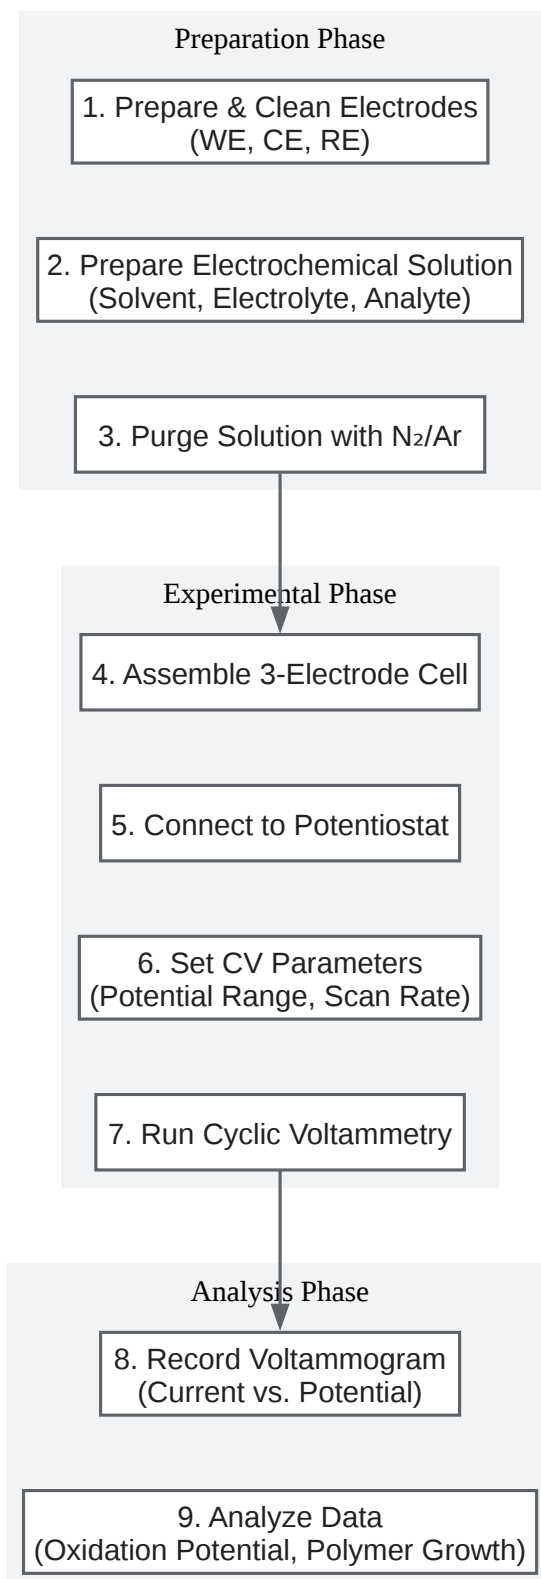 Preparation Phase
1. Prepare & Clean Electrodes
(WE, CE, RE)
2. Prepare Electrochemical Solution
(Solvent, Electrolyte, Analyte)
3. Purge Solution with N₂/Ar
Experimental Phase
4. Assemble 3-Electrode Cell
5. Connect to Potentiostat
6. Set CV Parameters
(Potential Range, Scan Rate)
7. Run Cyclic Voltammetry
Analysis Phase
8. Record Voltammogram
(Current vs. Potential)
9. Analyze Data
(Oxidation Potential, Polymer Growth)